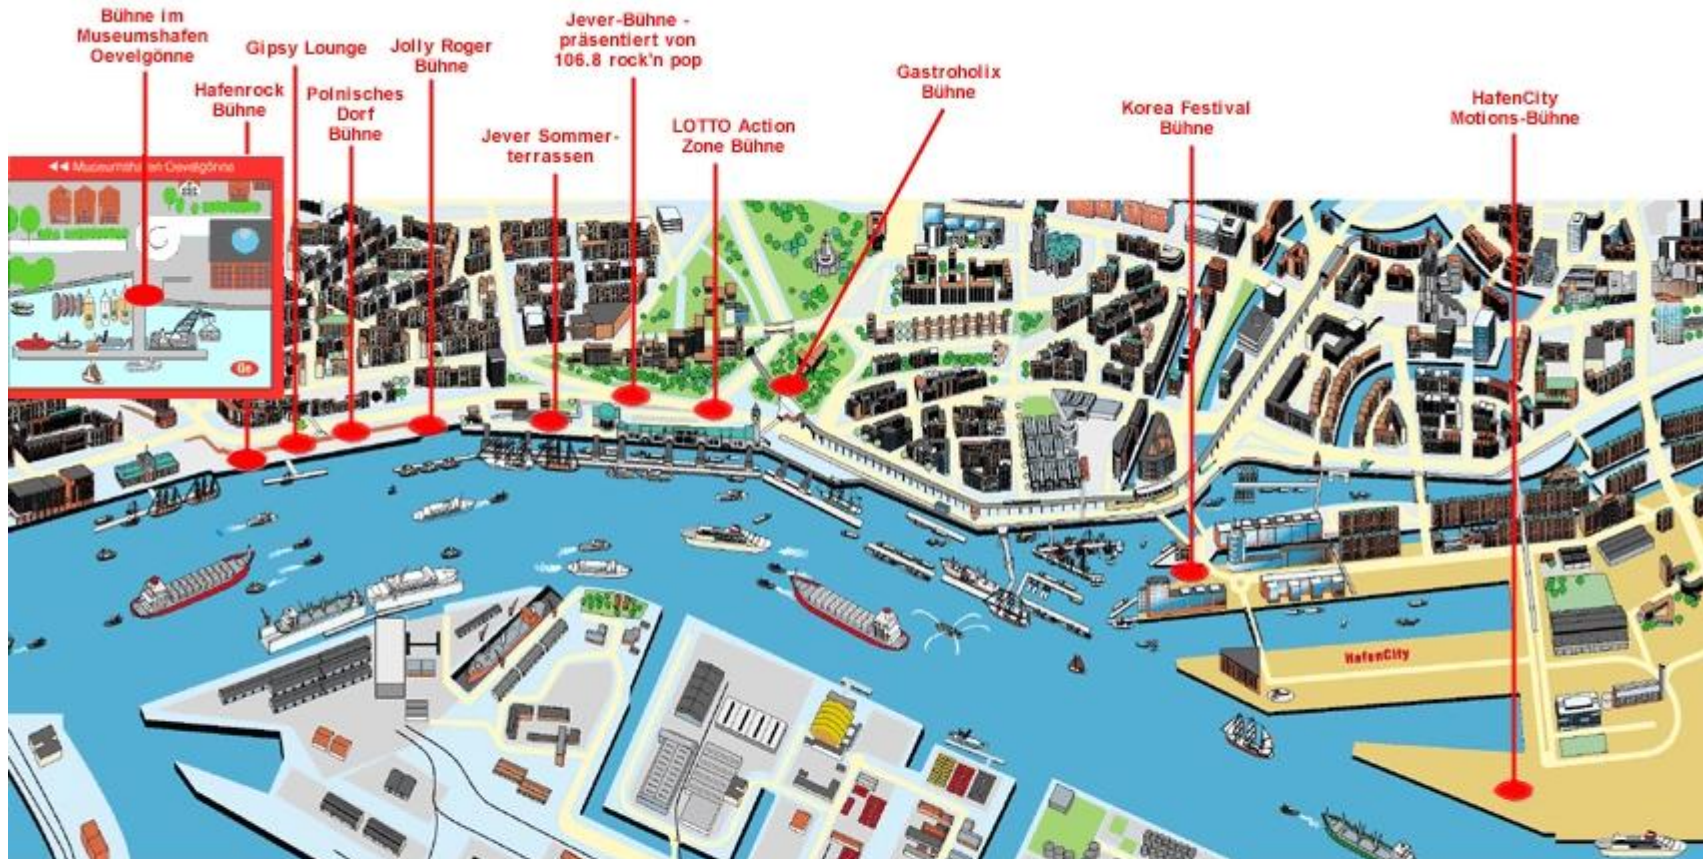 Bühne im
Museumshafen
Oevelgönne
Hafenrock
Bühne
Gipsy Lounge
Polnisches
Dorf
Bühne
Jolly Roger
Bühne
Jever Sommer-
terrassen
Jever-Bühne -
präsentiert von
106.8 rock'n pop
LOTTO Action
Zone Bühne
Gastroholix
Bühne
Korea Festival
Bühne
HafenCity
Motions-Bühne
Museumshafen Oevelgönne
HafenCity